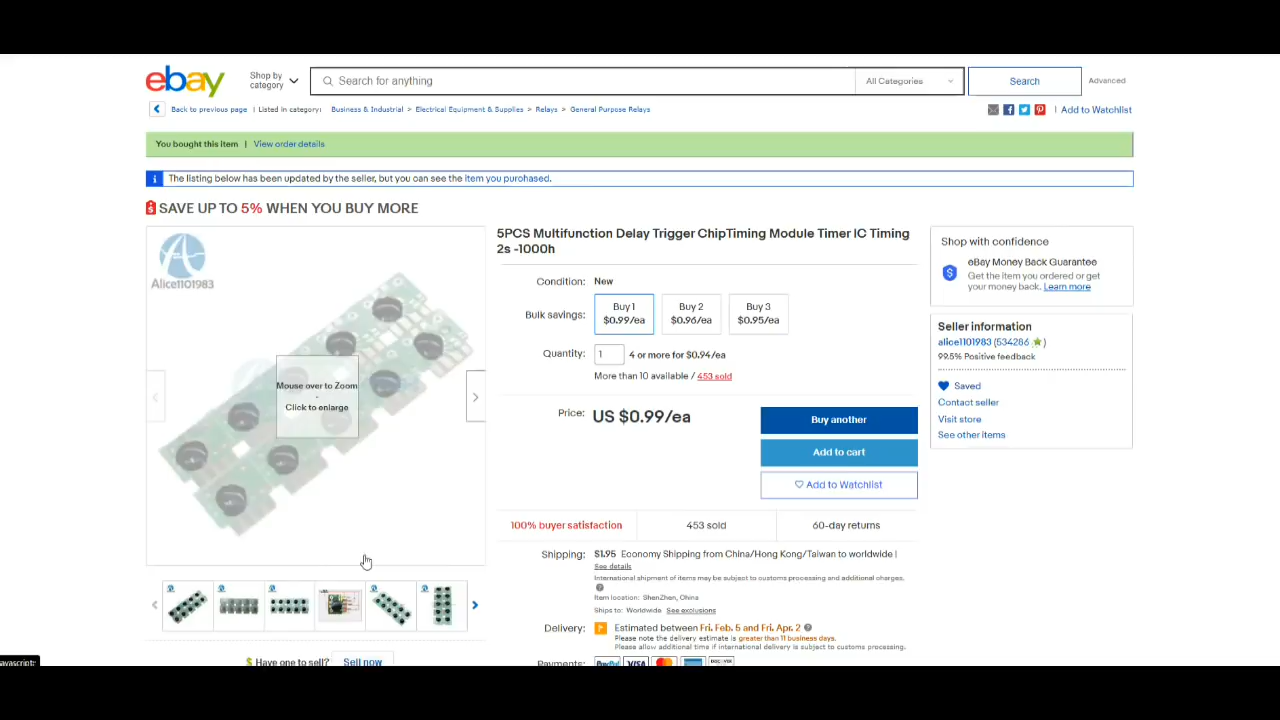 ebay
Shop by category
Search for anything
All Categories
Search
Advanced
Back to previous page | Listed in category: Business & Industrial > Electrical Equipment & Supplies > Relays > General Purpose Relays
| Add to Watchlist
You bought this item | View order details
The listing below has been updated by the seller, but you can see the item you purchased.
SAVE UP TO 5% WHEN YOU BUY MORE
Alice1101983
Mouse over to Zoom
-
Click to enlarge
Have one to sell? Sell now
5PCS Multifunction Delay Trigger ChipTiming Module Timer IC Timing
2s -1000h
Condition: New
Bulk savings:
Buy 1
$0.99/ea
Buy 2
$0.96/ea
Buy 3
$0.95/ea
Quantity: 1 4 or more for $0.94/ea
More than 10 available / 453 sold
Price: US $0.99/ea
Buy another
Add to cart
Add to Watchlist
100% buyer satisfaction
453 sold
60-day returns
Shipping: $1.95 Economy Shipping from China/Hong Kong/Taiwan to worldwide |
See details
International shipment of items may be subject to customs processing and additional charges.
Item location: ShenZhen, China
Ships to: Worldwide See exclusions
Delivery: Estimated between Fri. Feb. 5 and Fri. Apr. 2
Please note the delivery estimate is greater than 11 business days.
Please allow additional time if international delivery is subject to customs processing.
Payments: PayPal VISA DISCOVER
Shop with confidence
eBay Money Back Guarantee
Get the item you ordered or get
your money back. Learn more
Seller information
alice1101983 (534286)
99.5% Positive feedback
Saved
Contact seller
Visit store
See other items